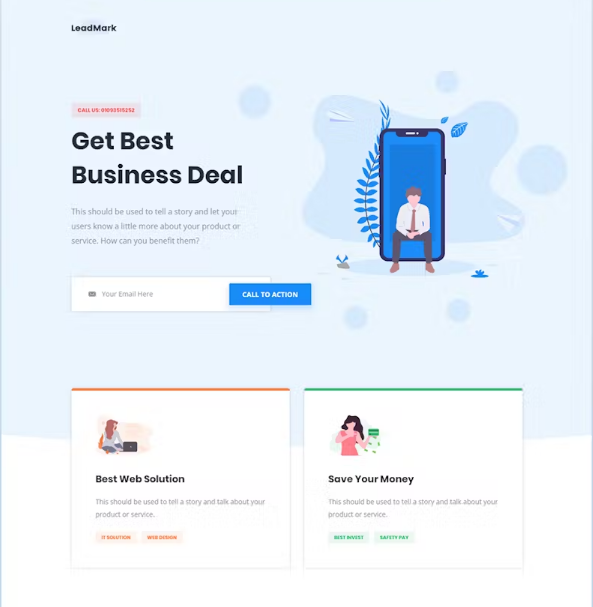 LeadMark
Get Best
Business Deal
This should be used to tell a story and let your
users know a little more about your product or
service. How can you benefit them?
Your Email Here
CALL TO ACTION
Best Web Solution
Save Your Money
This should be used to tell a story and talk about your
product or service.
This should be used to tell a story and talk about your
product or service.
IT SOLUTION
WEB DESIGN
BEST INVEST
SAFETY PAY